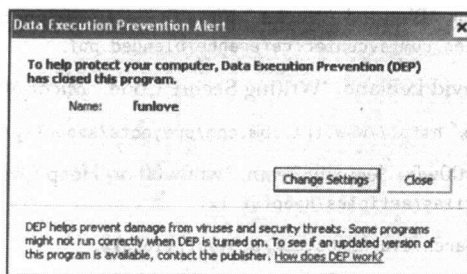 Data Execution Prevention Alert
To help protect your computer, Data Execution Prevention (DEP)
has closed this program.
Name: funlove
Change Settings
Close
DEP helps prevent damage from viruses and security threats. Some programs
might not run correctly when DEP is turned on. To see if an updated version of
this program is available, contact the publisher. How does DEP work?